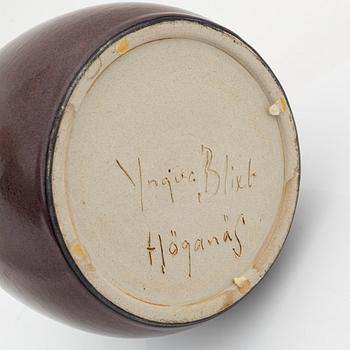 Yngve Blixt
Höganäs